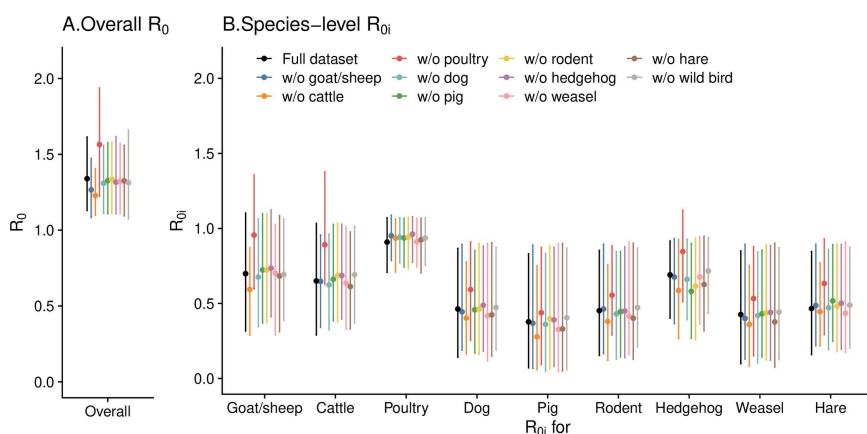 A.Overall R0
B.Species−level R0i
Full dataset
w/o goat/sheep
w/o cattle
w/o poultry
w/o dog
w/o pig
w/o rodent
w/o hedgehog
w/o weasel
w/o hare
w/o wild bird
R0
2.0
1.5
1.0
0.5
0.0
Overall
R0i
2.0
1.5
1.0
0.5
0.0
Goat/sheep Cattle Poultry Dog Pig Rodent Hedgehog Weasel Hare
R0i for